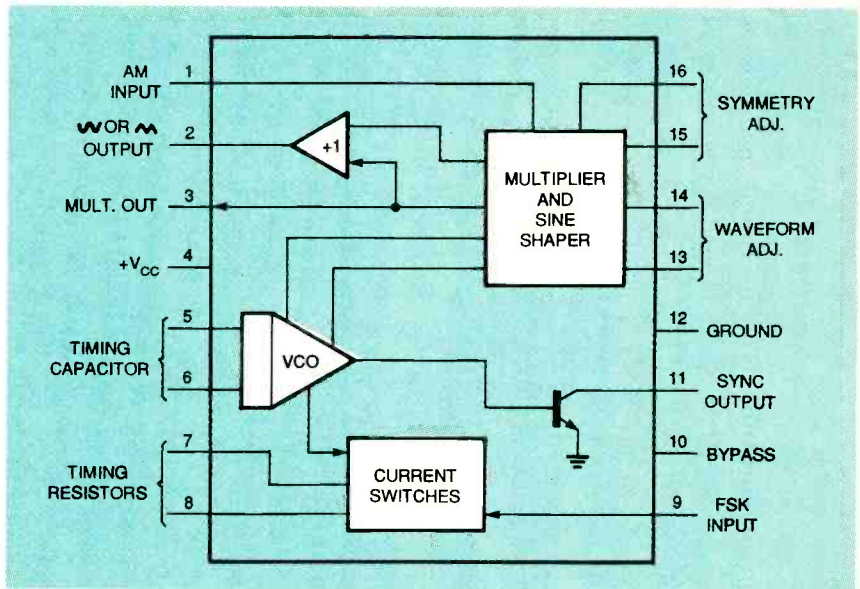 AM
INPUT
1
OR
OUTPUT
2
MULT. OUT
3
+VCC
4
TIMING
CAPACITOR
5
6
TIMING
RESISTORS
7
8
+1
VCO
MULTIPLIER
AND
SINE
SHAPER
CURRENT
SWITCHES
16
SYMMETRY
ADJ.
15
14
WAVEFORM
ADJ.
13
12
GROUND
11
SYNC
OUTPUT
10
BYPASS
9
FSK
INPUT